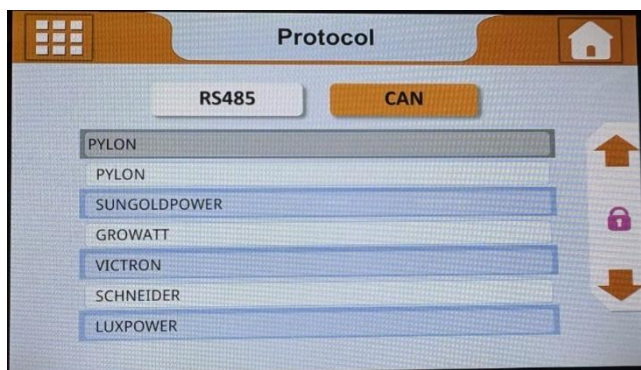 Protocol
RS485 CAN
PYLON
PYLON
SUNGOLDPOWER
GROWATT
VICTRON
SCHNEIDER
LUXPOWER